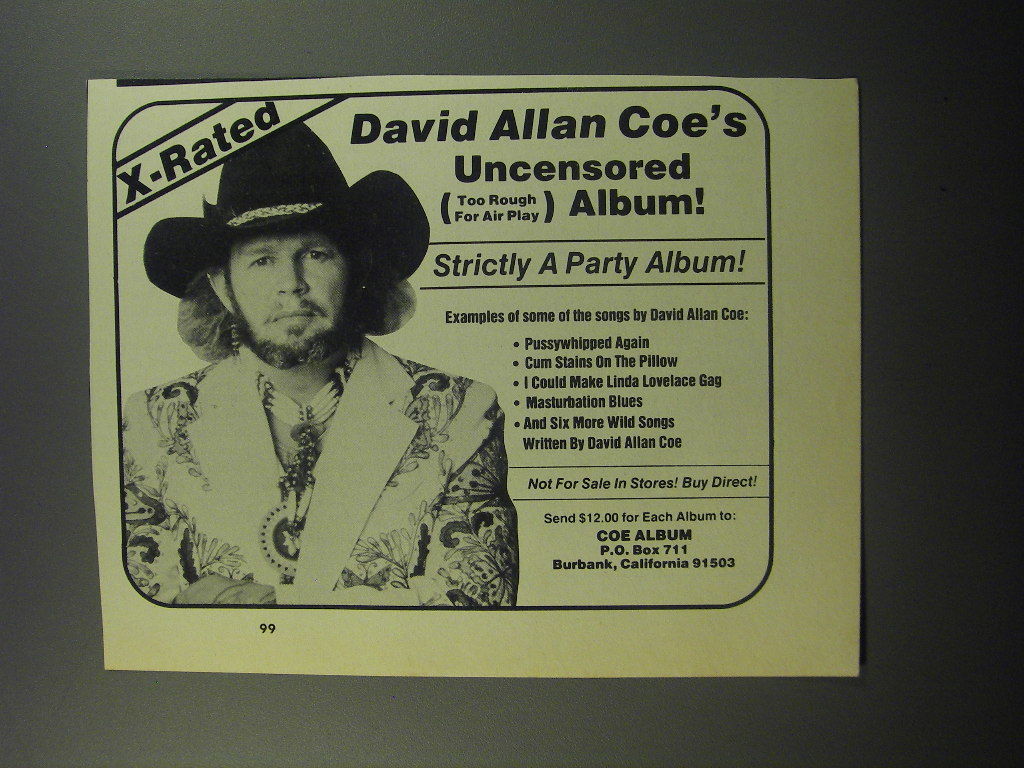 X-Rated
David Allan Coe's
Uncensored
( Too Rough For Air Play ) Album!
Strictly A Party Album!
Examples of some of the songs by David Allan Coe:
• Pussywhipped Again
• Cum Stains On The Pillow
• I Could Make Linda Lovelace Gag
• Masturbation Blues
• And Six More Wild Songs
Written By David Allan Coe
Not For Sale In Stores! Buy Direct!
Send $12.00 for Each Album to:
COE ALBUM
P.O. Box 711
Burbank, California 91503
99